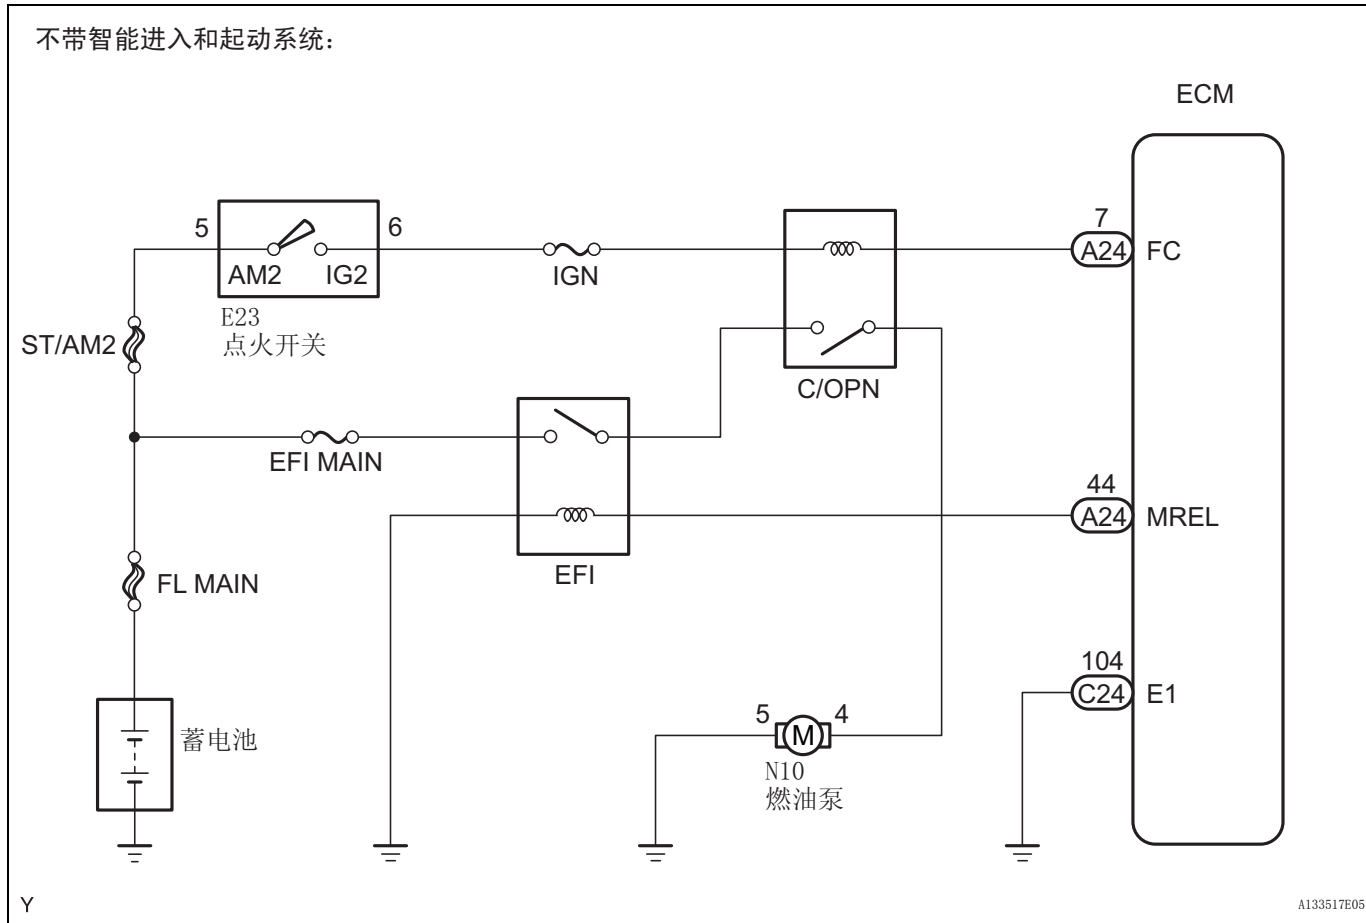 不带智能进入和起动系统:
ECM
5
6
7
AM2
IG2
IGN
A24
FC
E23
点火开关
ST/AM2
C/OPN
EFI MAIN
44
A24
MREL
EFI
FL MAIN
104
C24
E1
蓄电池
5
M
4
N10
燃油泵
Y
A133517E05